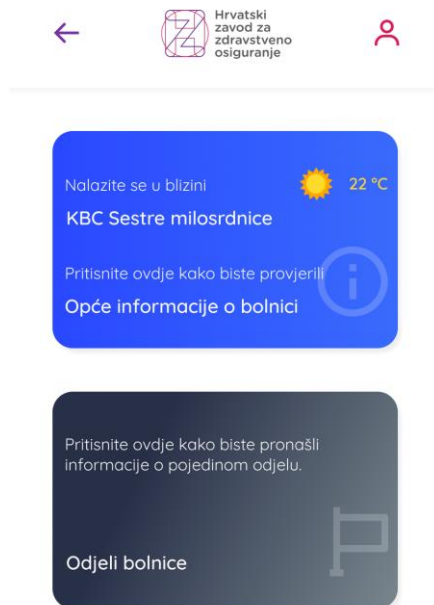 Hrvatski
zavod za
zdravstveno
osiguranje
Nalazite se u blizini
22 °C
KBC Sestre milosrdnice
Pritisnite ovdje kako biste provjerili
Opće informacije o bolnici
Pritisnite ovdje kako biste pronašli
informacije o pojedinom odjelu.
Odjeli bolnice